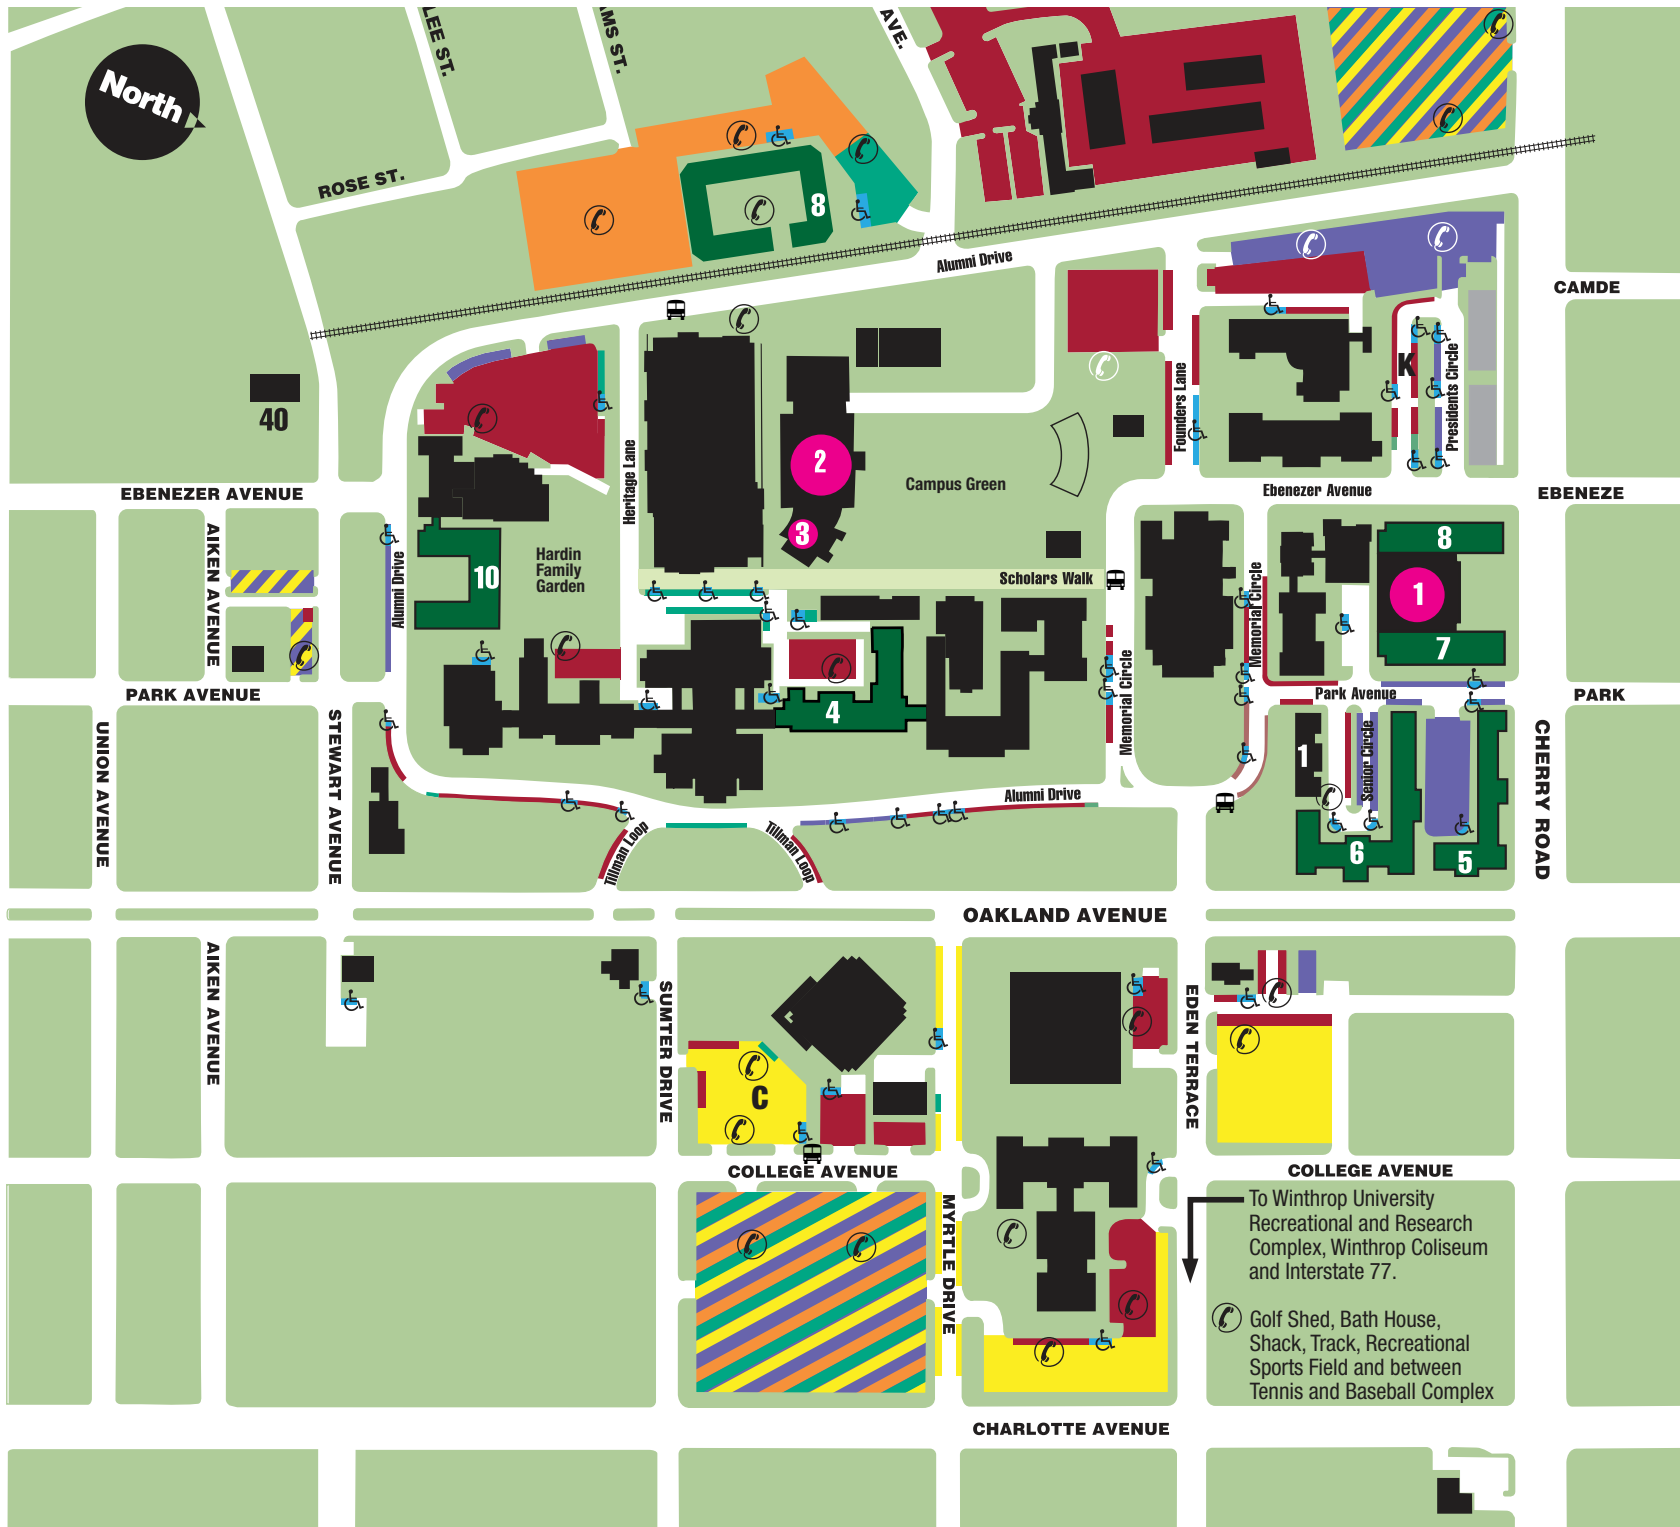 LEE ST.
AMS ST.
AVE.
North
ROSE ST.
8
Alumni Drive
CAMDE
40
K
Presidents Circle
Founders Lane
Heritage Lane
2
3
Campus Green
EBENEZER AVENUE
Ebenezer Avenue
EBENEZE
AIKEN AVENUE
Alumni Drive
10
Hardin
Family
Garden
Scholars Walk
Memorial Circle
8
1
7
PARK AVENUE
Park Avenue
PARK
UNION AVENUE
STEWART AVENUE
4
Memorial Circle
1
Senior Circle
CHERRY ROAD
6
5
Alumni Drive
Tillman Loop
Tillman Loop
OAKLAND AVENUE
AIKEN AVENUE
SUMTER DRIVE
EDEN TERRACE
C
COLLEGE AVENUE
COLLEGE AVENUE
MYRTLE DRIVE
To Winthrop University
Recreational and Research
Complex, Winthrop Coliseum
and Interstate 77.
Golf Shed, Bath House,
Shack, Track, Recreational
Sports Field and between
Tennis and Baseball Complex
CHARLOTTE AVENUE